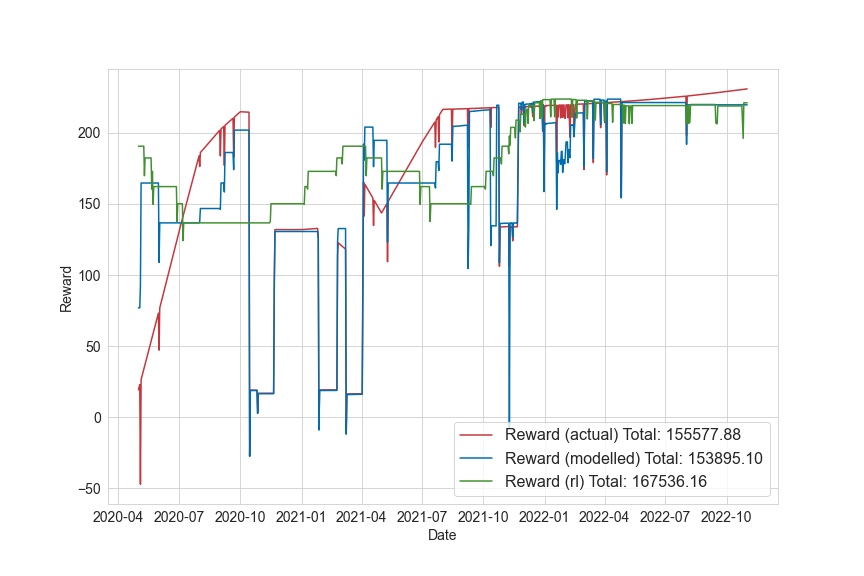 200
150
100
50
0
−50
Reward
Reward (actual) Total: 155577.88
Reward (modelled) Total: 153895.10
Reward (rl) Total: 167536.16
2020-04 2020-07 2020-10 2021-01 2021-04 2021-07 2021-10 2022-01 2022-04 2022-07 2022-10
Date